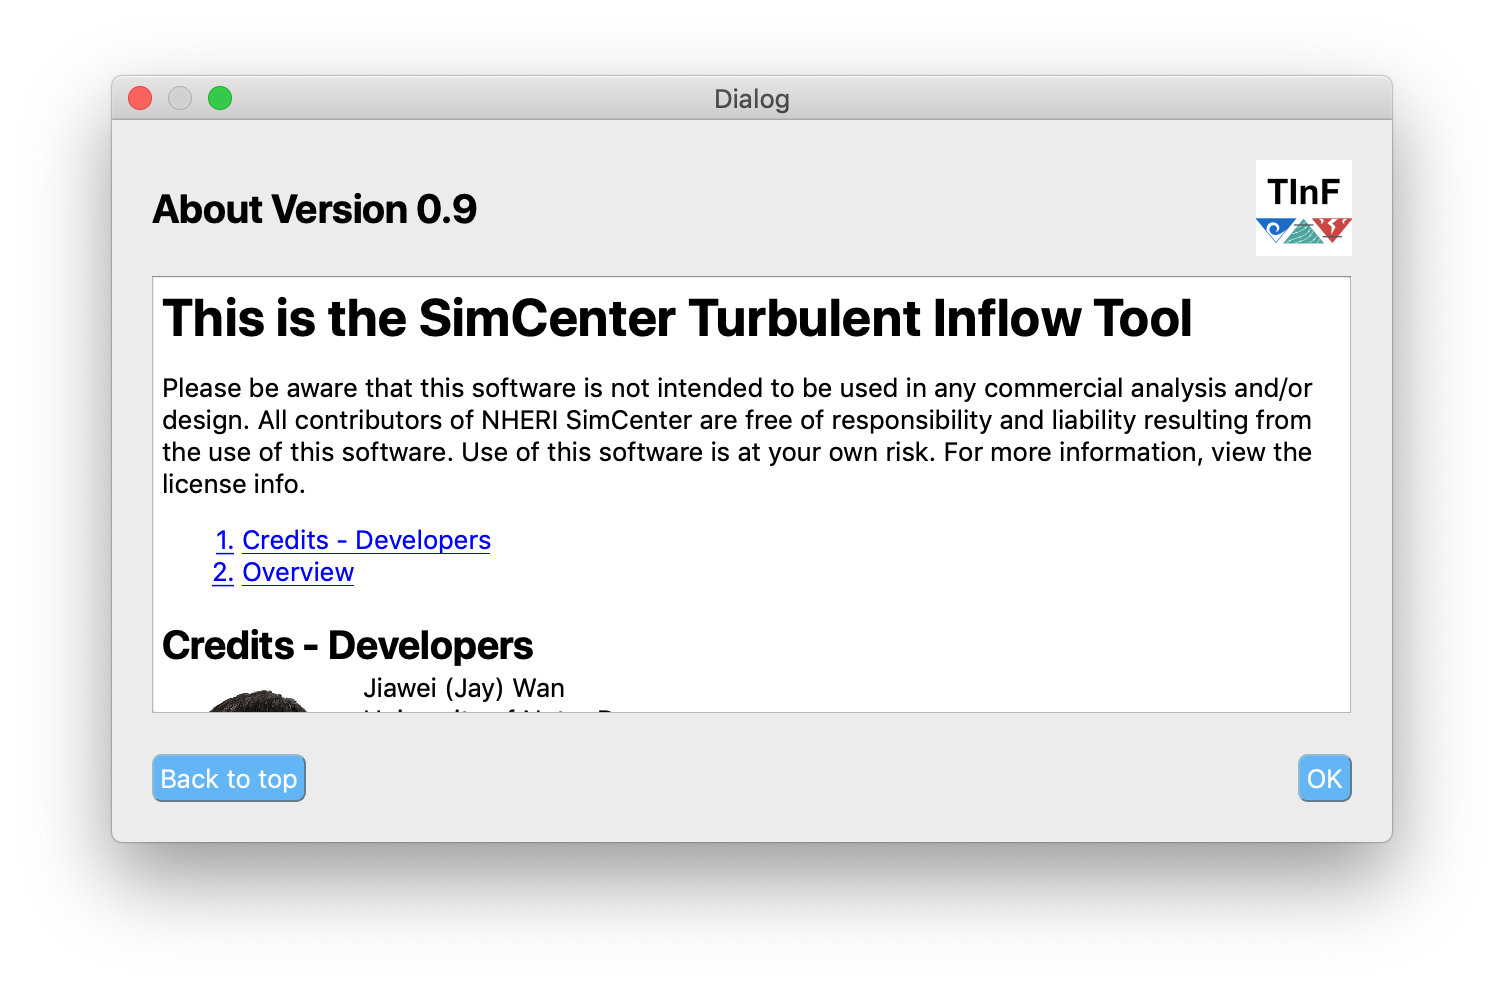 Dialog
About Version 0.9
TInF
This is the SimCenter Turbulent Inflow Tool
Please be aware that this software is not intended to be used in any commercial analysis and/or
design. All contributors of NHERI SimCenter are free of responsibility and liability resulting from
the use of this software. Use of this software is at your own risk. For more information, view the
license info.
1. Credits - Developers
2. Overview
Credits - Developers
Jiawei (Jay) Wan
Back to top
OK